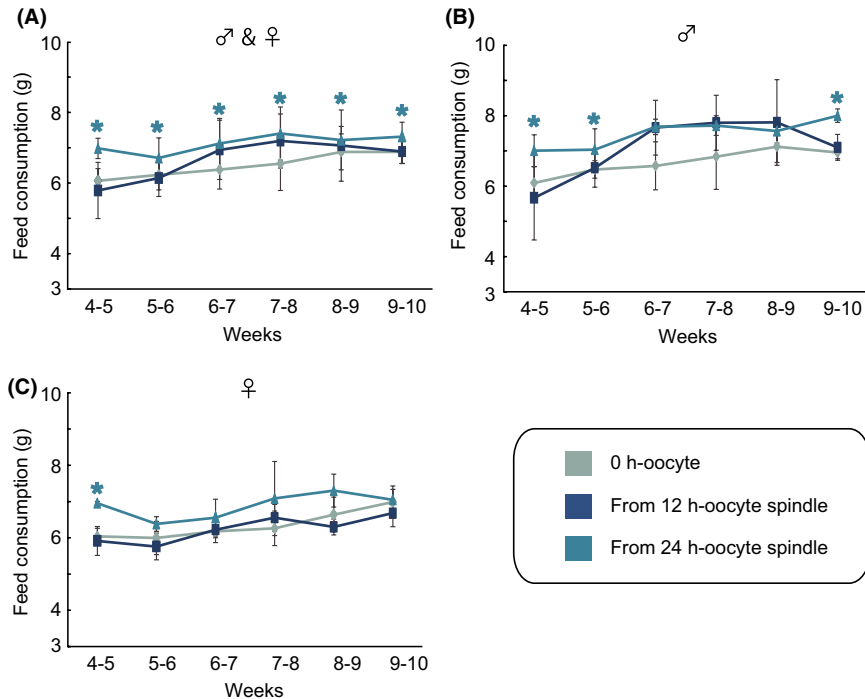 (A)
♂ & ♀
Feed consumption (g)
10
8
6
4
3
* * * * * *
4-5 5-6 6-7 7-8 8-9 9-10
Weeks
(B)
♂
Feed consumption (g)
10
8
6
4
3
* * *
4-5 5-6 6-7 7-8 8-9 9-10
Weeks
(C)
♀
Feed consumption (g)
10
8
6
4
3
*
4-5 5-6 6-7 7-8 8-9 9-10
Weeks
0 h-oocyte
From 12 h-oocyte spindle
From 24 h-oocyte spindle